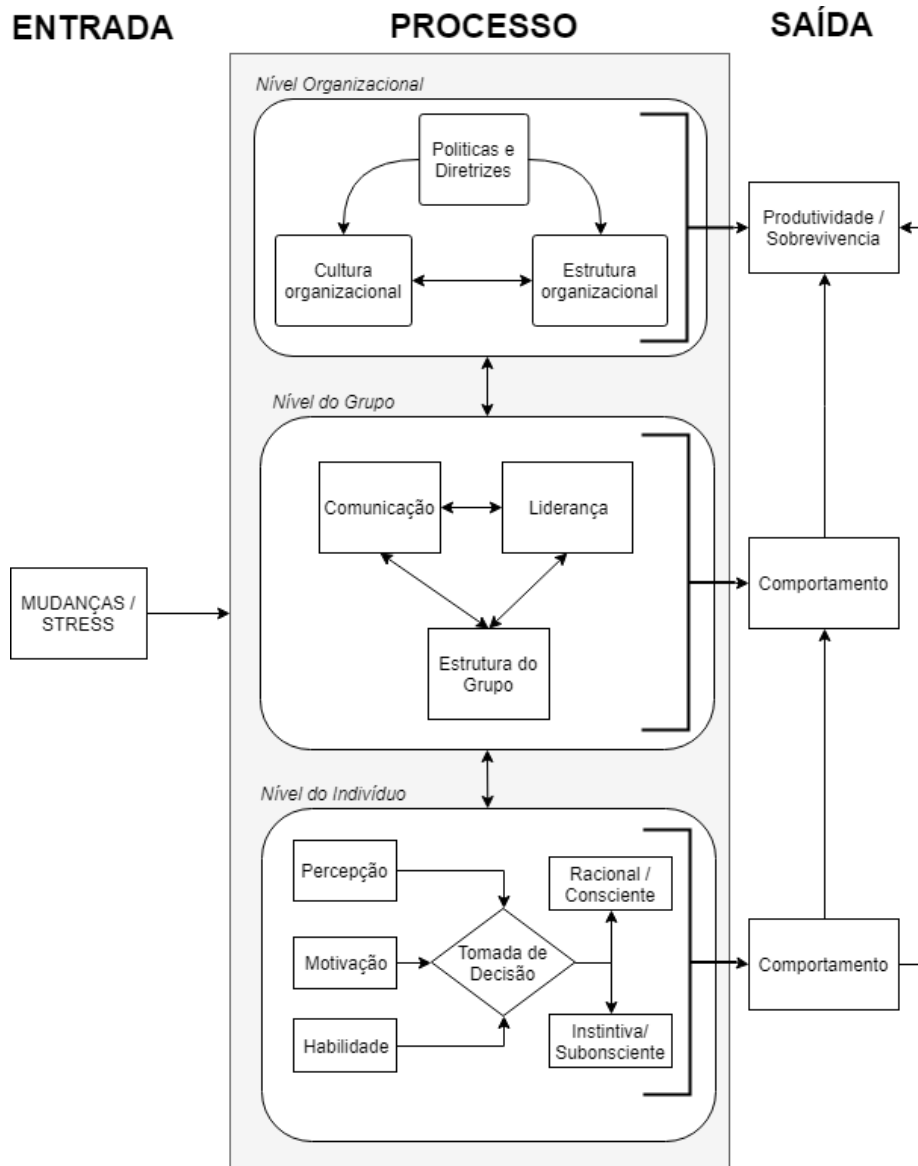 ENTRADA
PROCESSO
SAÍDA
Nível Organizacional
Politicas e
Diretrizes
Cultura
organizacional
Estrutura
organizacional
Produtividade /
Sobrevivencia
Nível do Grupo
Comunicação
Liderança
Estrutura do
Grupo
Comportamento
MUDANÇAS /
STRESS
Nível do Indivíduo
Percepção
Motivação
Habilidade
Tomada de
Decisão
Racional /
Consciente
Instintiva/
Subonsciente
Comportamento